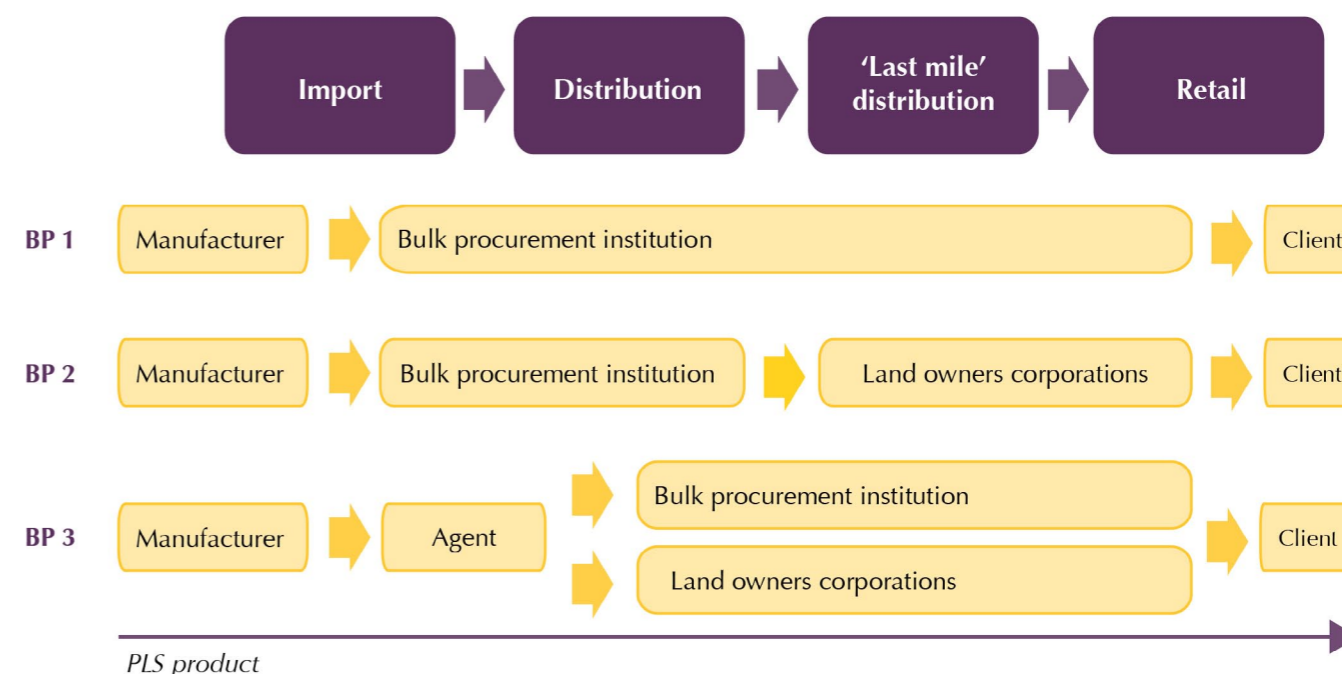 Import
Distribution
‘Last mile’
distribution
Retail
BP 1
Manufacturer
Bulk procurement institution
Client
BP 2
Manufacturer
Bulk procurement institution
Land owners corporations
Client
BP 3
Manufacturer
Agent
Bulk procurement institution
Land owners corporations
Client
PLS product